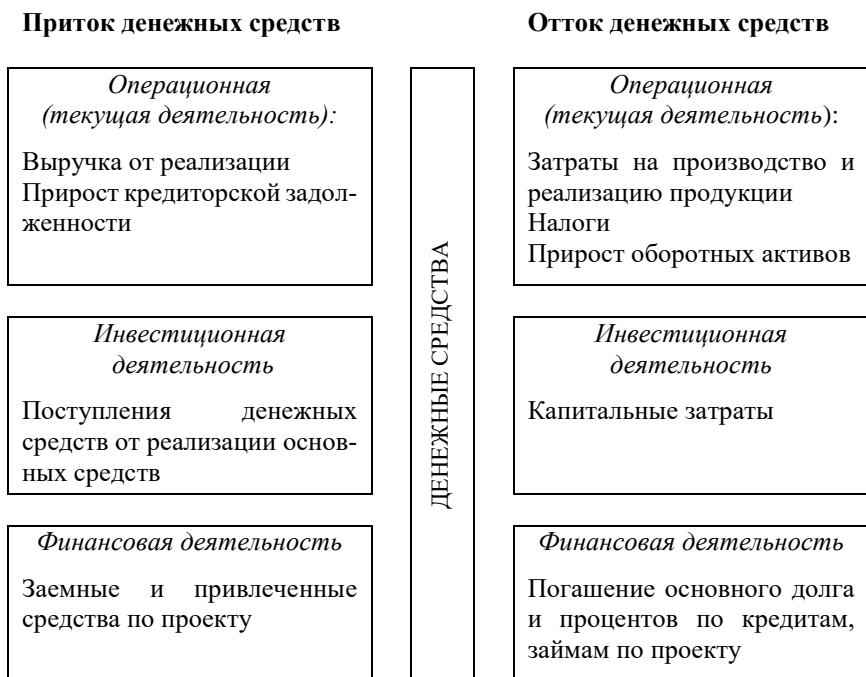 Приток денежных средств
Операционная
(текущая деятельность):
Выручка от реализации
Прирост кредиторской задол-
женности
Инвестиционная
деятельность
Поступления денежных
средств от реализации основ-
ных средств
Финансовая деятельность
Заемные и привлеченные
средства по проекту
ДЕНЕЖНЫЕ СРЕДСТВА
Отток денежных средств
Операционная
(текущая деятельность):
Затраты на производство и
реализацию продукции
Налоги
Прирост оборотных активов
Инвестиционная
деятельность
Капитальные затраты
Финансовая деятельность
Погашение основного долга
и процентов по кредитам,
займам по проекту